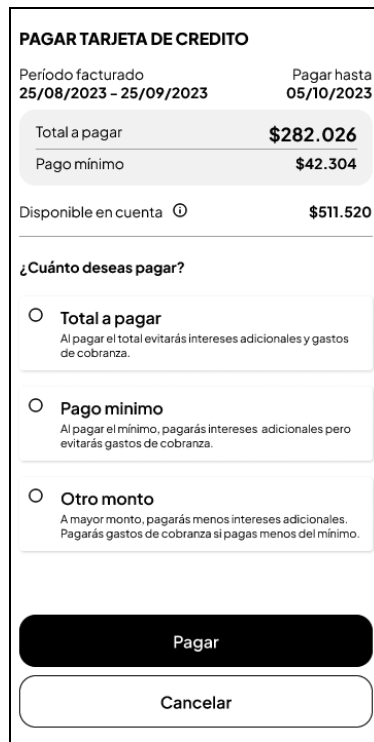 PAGAR TARJETA DE CREDITO
Período facturado Pagar hasta
25/08/2023 - 25/09/2023 05/10/2023
Total a pagar $282.026
Pago mínimo $42.304
Disponible en cuenta $511.520
¿Cuánto deseas pagar?
Total a pagar
Al pagar el total evitarás intereses adicionales y gastos
de cobranza.
Pago minimo
Al pagar el mínimo, pagarás intereses adicionales pero
evitarás gastos de cobranza.
Otro monto
A mayor monto, pagarás menos intereses adicionales.
Pagarás gastos de cobranza si pagas menos del mínimo.
Pagar
Cancelar